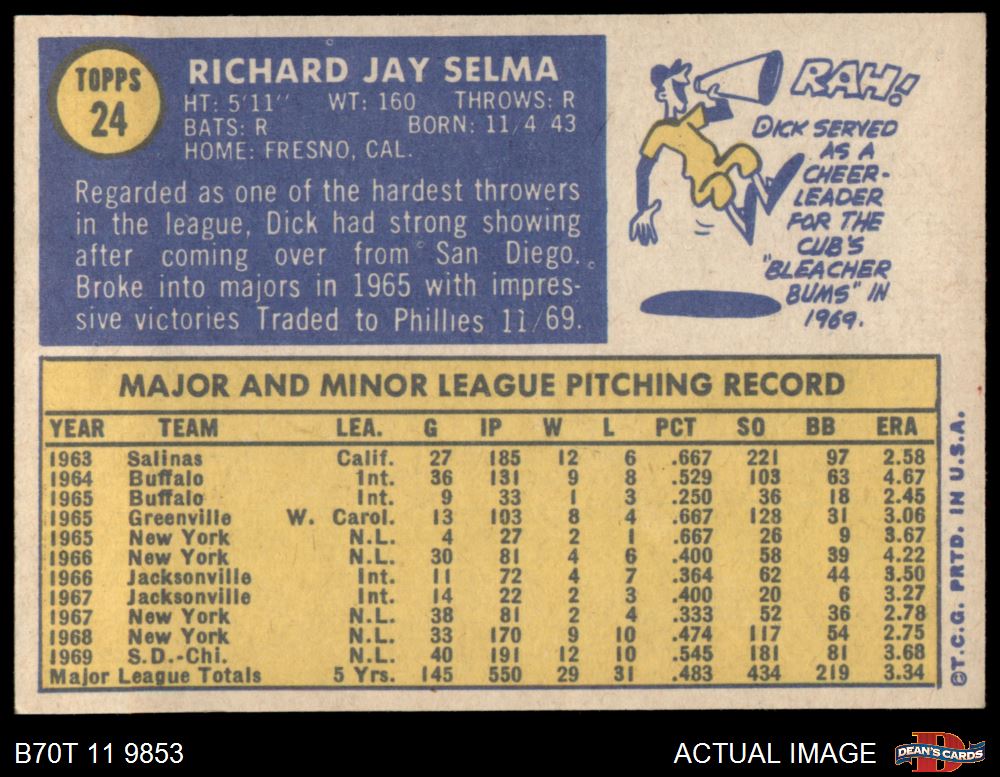 TOPPS
24
RICHARD JAY SELMA
HT: 5'11" WT: 160 THROWS: R
BATS: R BORN: 11/4 43
HOME: FRESNO, CAL.
Regarded as one of the hardest throwers
in the league, Dick had strong showing
after coming over from San Diego.
Broke into majors in 1965 with impres-
sive victories Traded to Phillies 11/69.
RAH!
DICK SERVED
AS A
CHEER-
LEADER
FOR THE
CUB'S
"BLEACHER
BUMS" IN
1969.
MAJOR AND MINOR LEAGUE PITCHING RECORD
YEAR TEAM LEA. G IP W L PCT SO BB ERA
1963 Salinas Calif. 27 185 12 6 .667 221 97 2.58
1964 Buffalo Int. 36 131 9 8 .529 103 63 4.67
1965 Buffalo Int. 9 33 1 3 .250 36 18 2.45
1965 Greenville W. Carol. 13 103 8 4 .667 128 31 3.06
1965 New York N.L. 4 27 2 1 .667 26 9 3.67
1966 New York N.L. 30 81 4 6 .400 58 39 4.22
1966 Jacksonville Int. 11 72 4 7 .364 62 44 3.50
1967 Jacksonville Int. 14 22 2 3 .400 20 6 3.27
1967 New York N.L. 38 81 2 4 .333 52 36 2.78
1968 New York N.L. 33 170 9 10 .474 117 54 2.75
1969 S.D.-Chi. N.L. 40 191 12 10 .545 181 81 3.68
Major League Totals 5 Yrs. 145 550 29 31 .483 434 219 3.34
©T.C.G. PRTD. IN U.S.A.
B70T 11 9853
ACTUAL IMAGE
DEAN'S CARDS